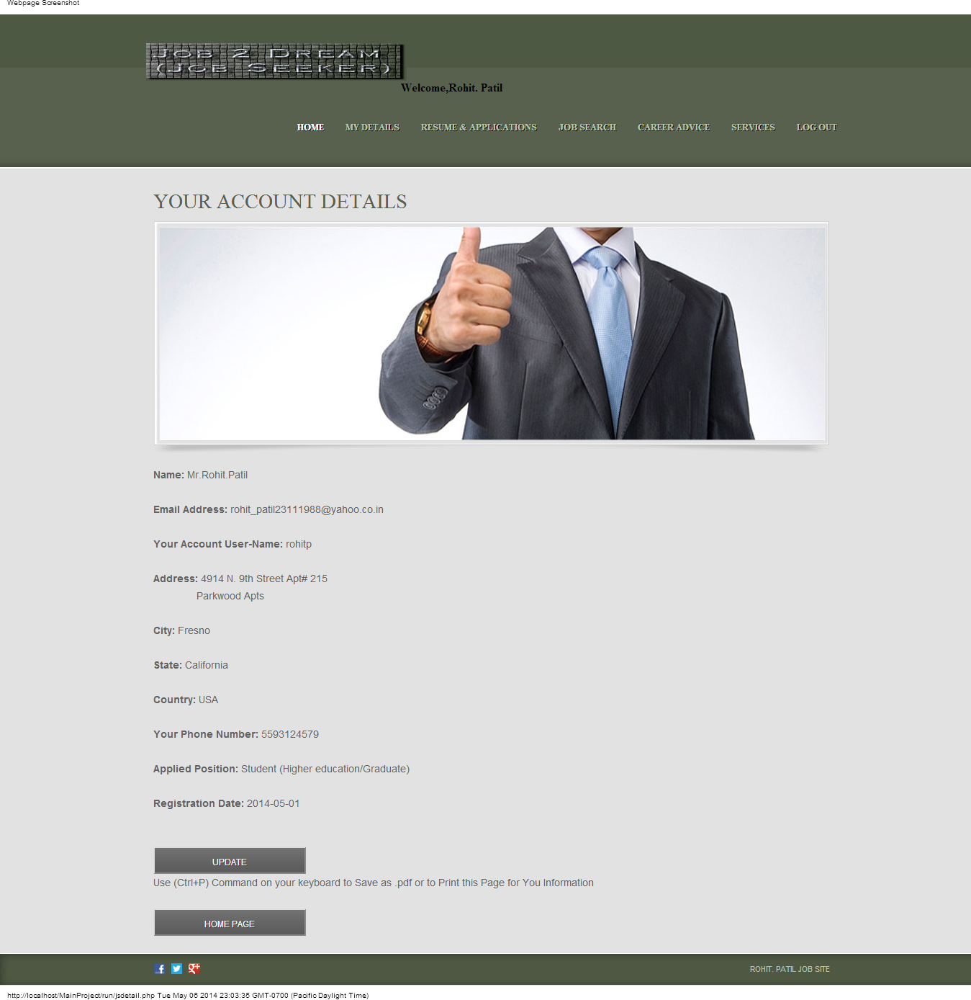 Webpage Screenshot
Job 2 Dream
(Job Seeker)
Welcome,Rohit. Patil
HOME MY DETAILS RESUME & APPLICATIONS JOB SEARCH CAREER ADVICE SERVICES LOG OUT
YOUR ACCOUNT DETAILS
Name: Mr.Rohit.Patil
Email Address: rohit_patil23111988@yahoo.co.in
Your Account User-Name: rohitp
Address: 4914 N. 9th Street Apt# 215
Parkwood Apts
City: Fresno
State: California
Country: USA
Your Phone Number: 5593124579
Applied Position: Student (Higher education/Graduate)
Registration Date: 2014-05-01
UPDATE
Use (Ctrl+P) Command on your keyboard to Save as .pdf or to Print this Page for You Information
HOME PAGE
ROHIT. PATIL JOB SITE
http://localhost/MainProject/run/jsdetail.php Tue May 06 2014 23:03:35 GMT-0700 (Pacific Daylight Time)